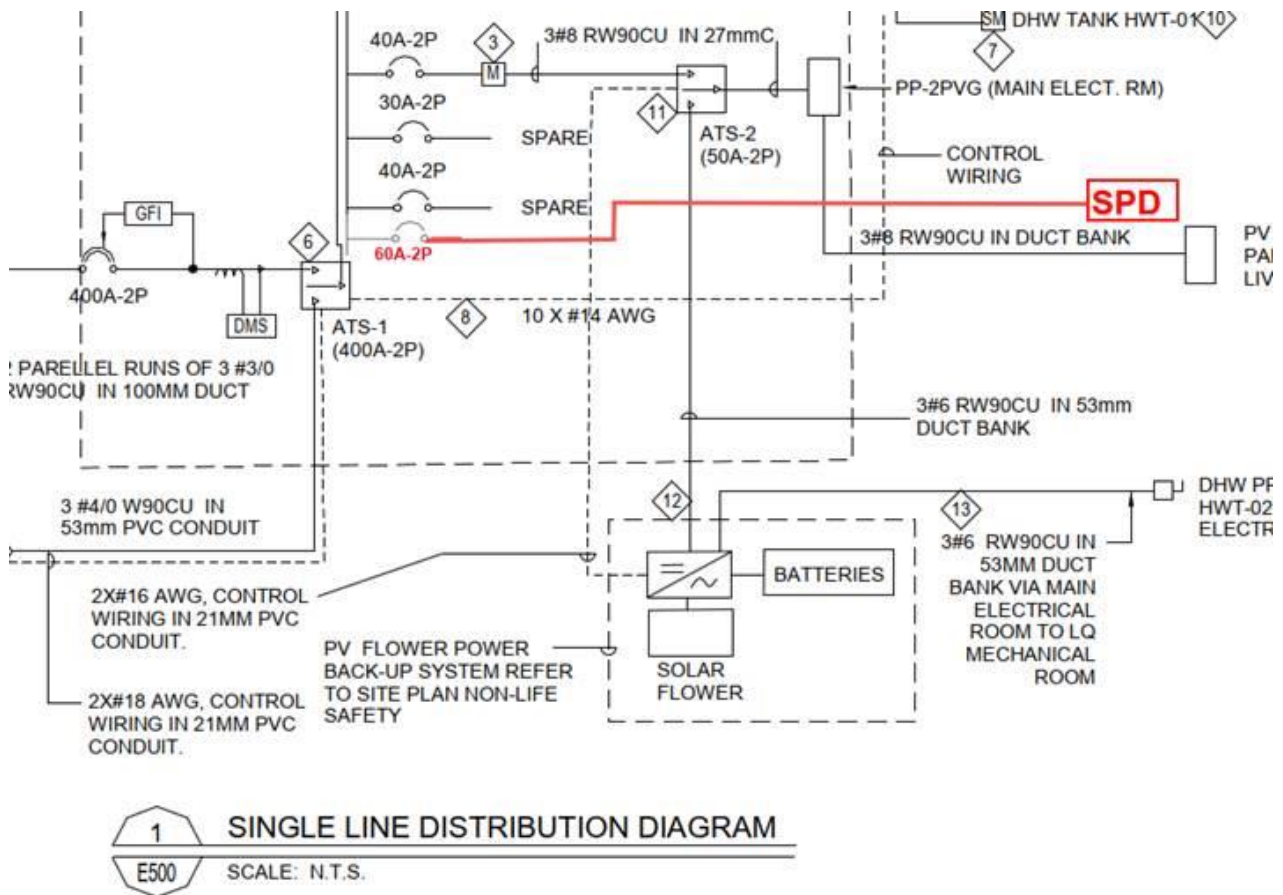 40A-2P
3
3#8 RW90CU IN 27mmC
SM
DHW TANK HWT-01
10
7
M
30A-2P
PP-2PVG (MAIN ELECT. RM)
11
ATS-2
(50A-2P)
SPARE
40A-2P
CONTROL
WIRING
SPARE
SPD
GFI
6
60A-2P
3#8 RW90CU IN DUCT BANK
PV
400A-2P
DMS
ATS-1
(400A-2P)
8
10 X #14 AWG
PARELLEL RUNS OF 3 #3/0
RW90CU IN 100MM DUCT
3#6 RW90CU IN 53mm
DUCT BANK
3 #4/0 W90CU IN
53mm PVC CONDUIT
12
13
DHW
HWT-02
3#6 RW90CU IN
53MM DUCT
BANK VIA MAIN
ELECTRICAL
ROOM TO LQ
MECHANICAL
ROOM
BATTERIES
2X#16 AWG, CONTROL
WIRING IN 21MM PVC
CONDUIT.
PV FLOWER POWER
BACK-UP SYSTEM REFER
TO SITE PLAN NON-LIFE
SAFETY
SOLAR
FLOWER
2X#18 AWG, CONTROL
WIRING IN 21MM PVC
CONDUIT.
1
SINGLE LINE DISTRIBUTION DIAGRAM
E500
SCALE: N.T.S.